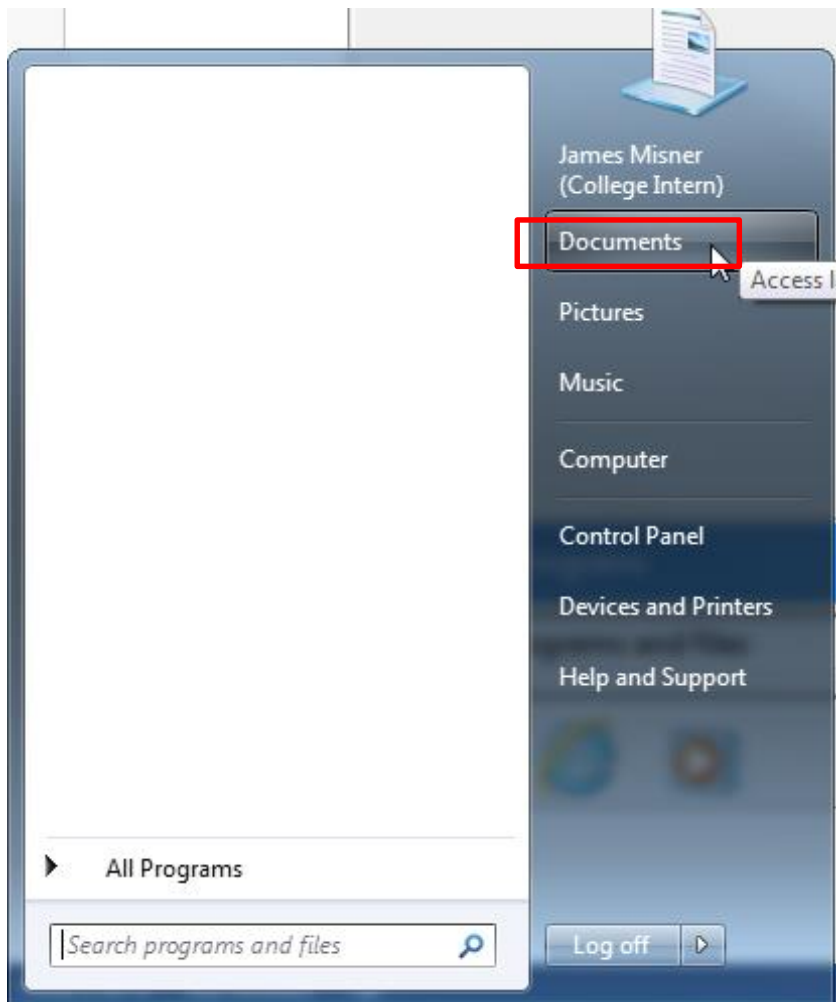 James Misner
(College Intern)
Documents
Access
Pictures
Music
Computer
Control Panel
Devices and Printers
Help and Support
All Programs
Search programs and files
Log off